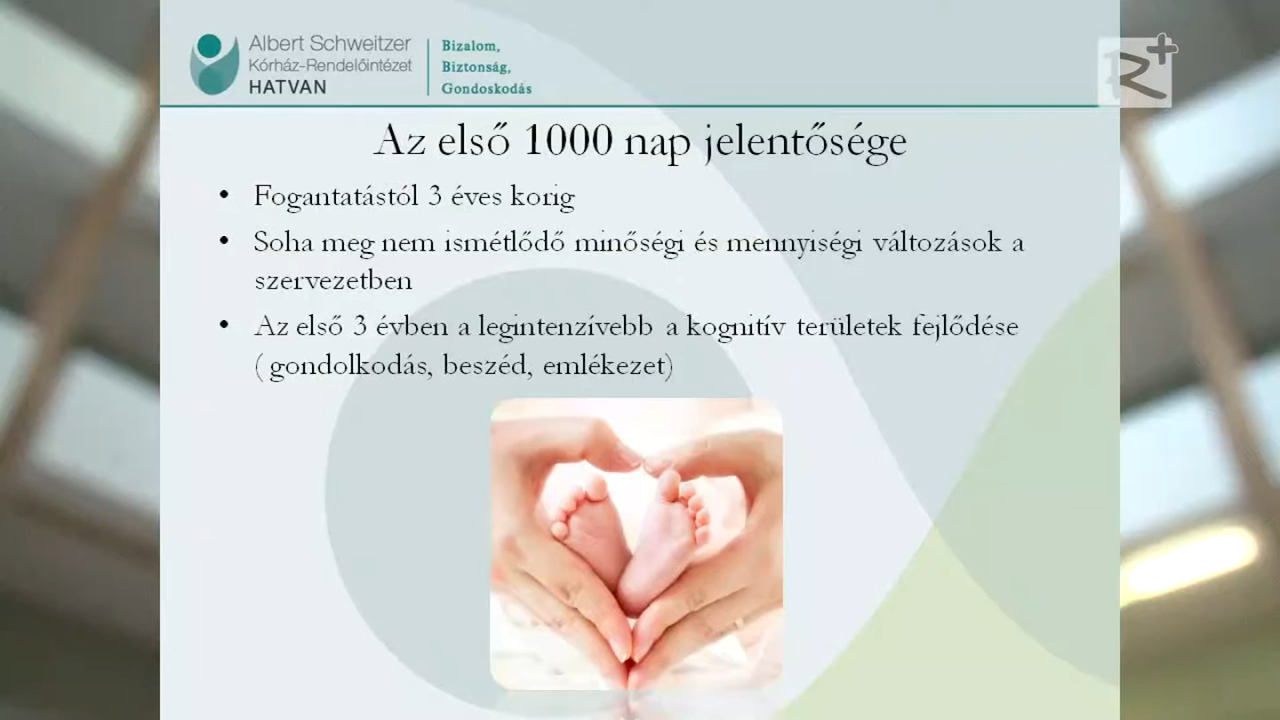 Albert Schweitzer
Kórház-Rendelőintézet
HATVAN
Bizalom,
Biztonság,
Gondoskodás
R+
Az első 1000 nap jelentősége
• Fogantatástól 3 éves korig
• Soha meg nem ismétlődő minőségi és mennyiségi változások a
szervezetben
• Az első 3 évben a legintenzívebb a kognitív területek fejlődése
( gondolkodás, beszéd, emlékezet)